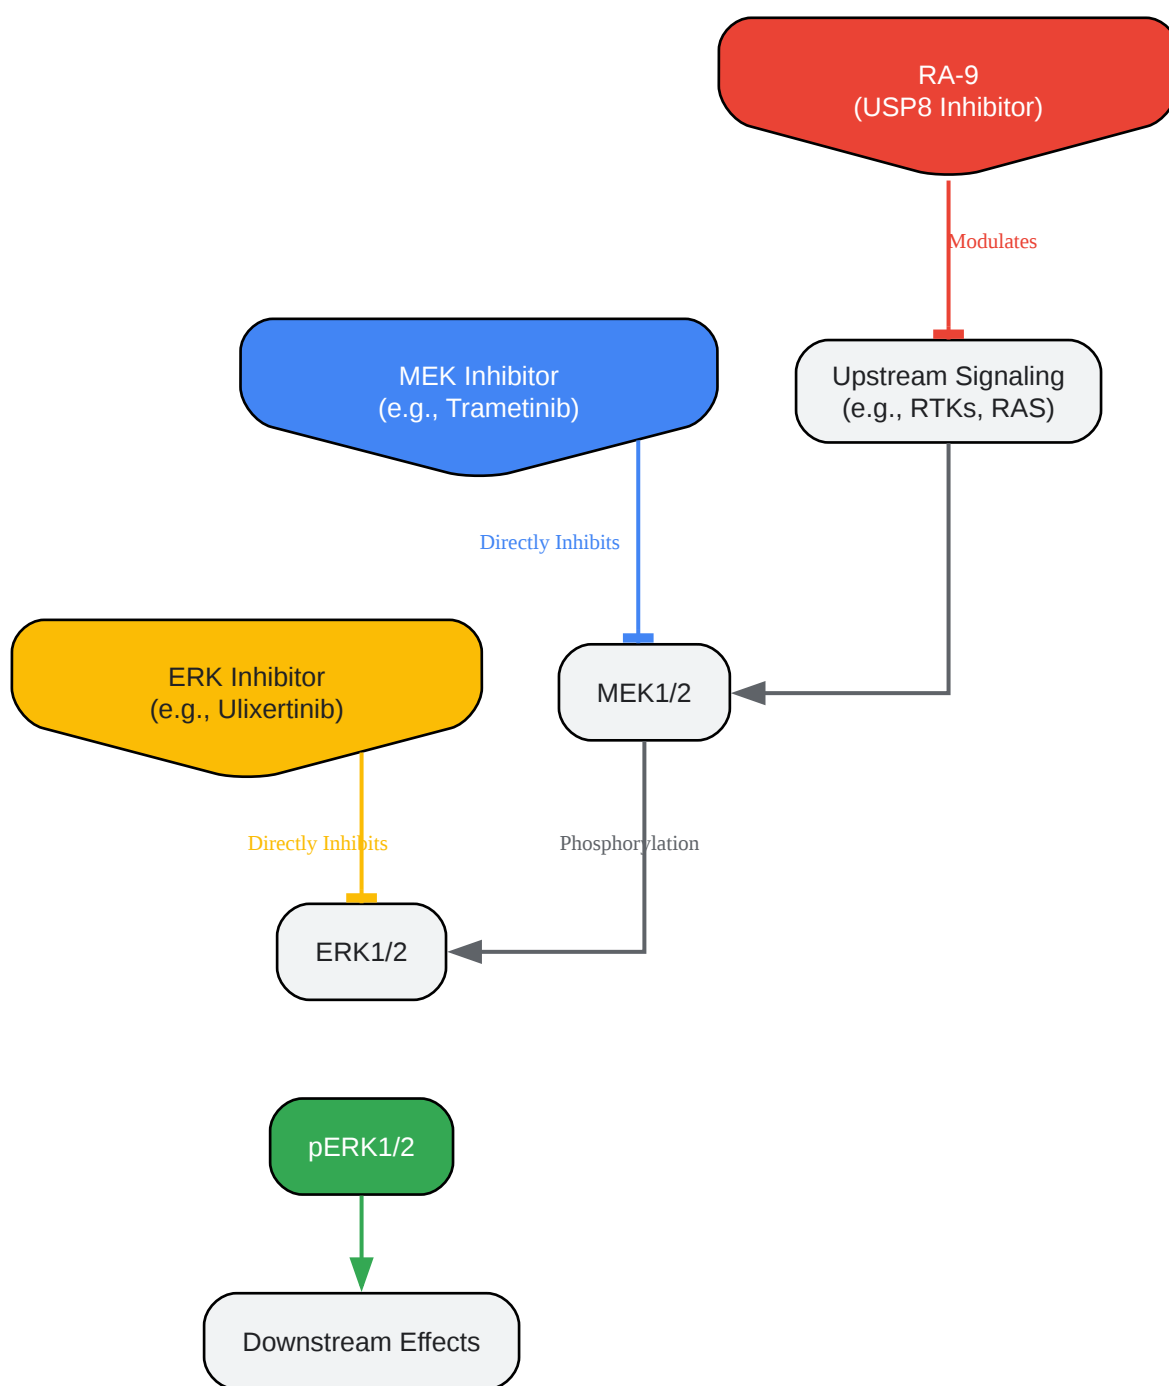 RA-9
(USP8 Inhibitor)
Modulates
MEK Inhibitor
(e.g., Trametinib)
Upstream Signaling
(e.g., RTKs, RAS)
Directly Inhibits
ERK Inhibitor
(e.g., Ulixertinib)
MEK1/2
Directly Inhibits
Phosphorylation
ERK1/2
pERK1/2
Downstream Effects